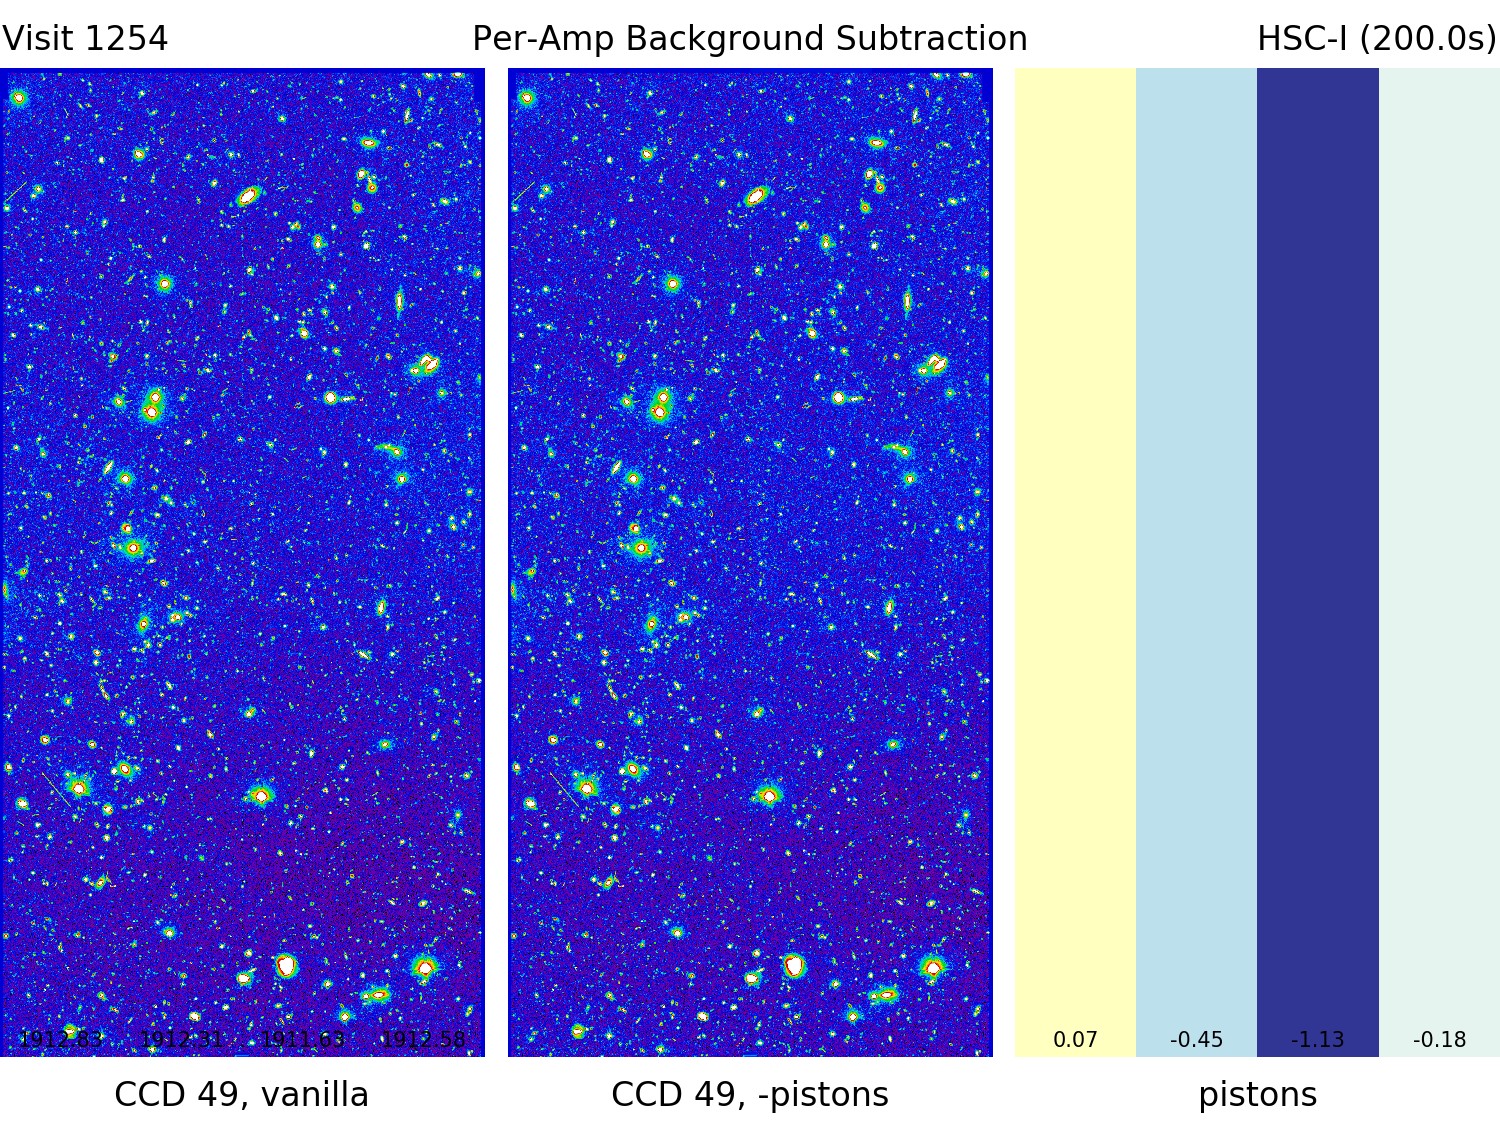 Visit 1254 Per-Amp Background Subtraction HSC-I (200.0s)
1912.83 1912.31 1911.63 1912.58 0.07 -0.45 -1.13 -0.18
CCD 49, vanilla CCD 49, -pistons pistons